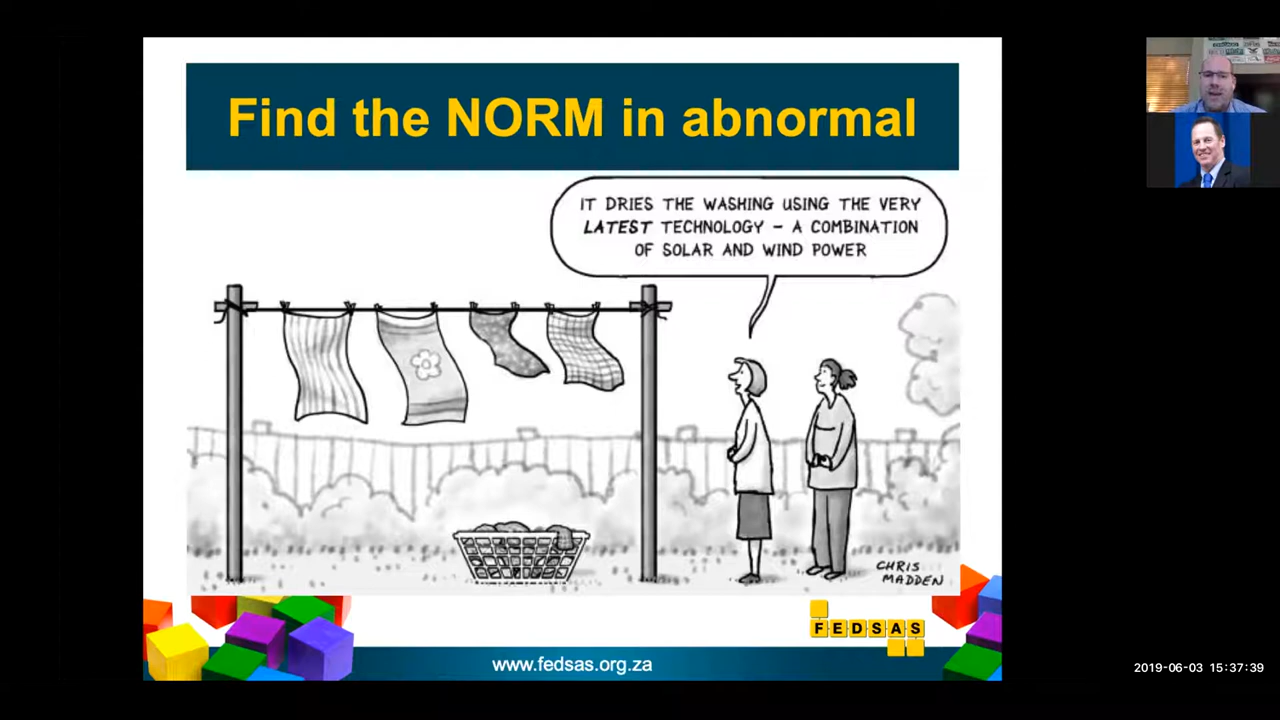 Find the NORM in abnormal
IT DRIES THE WASHING USING THE VERY
LATEST TECHNOLOGY – A COMBINATION
OF SOLAR AND WIND POWER
CHRIS
MADDEN
FEDSAS
www.fedsas.org.za
2019-06-03 15:37:39